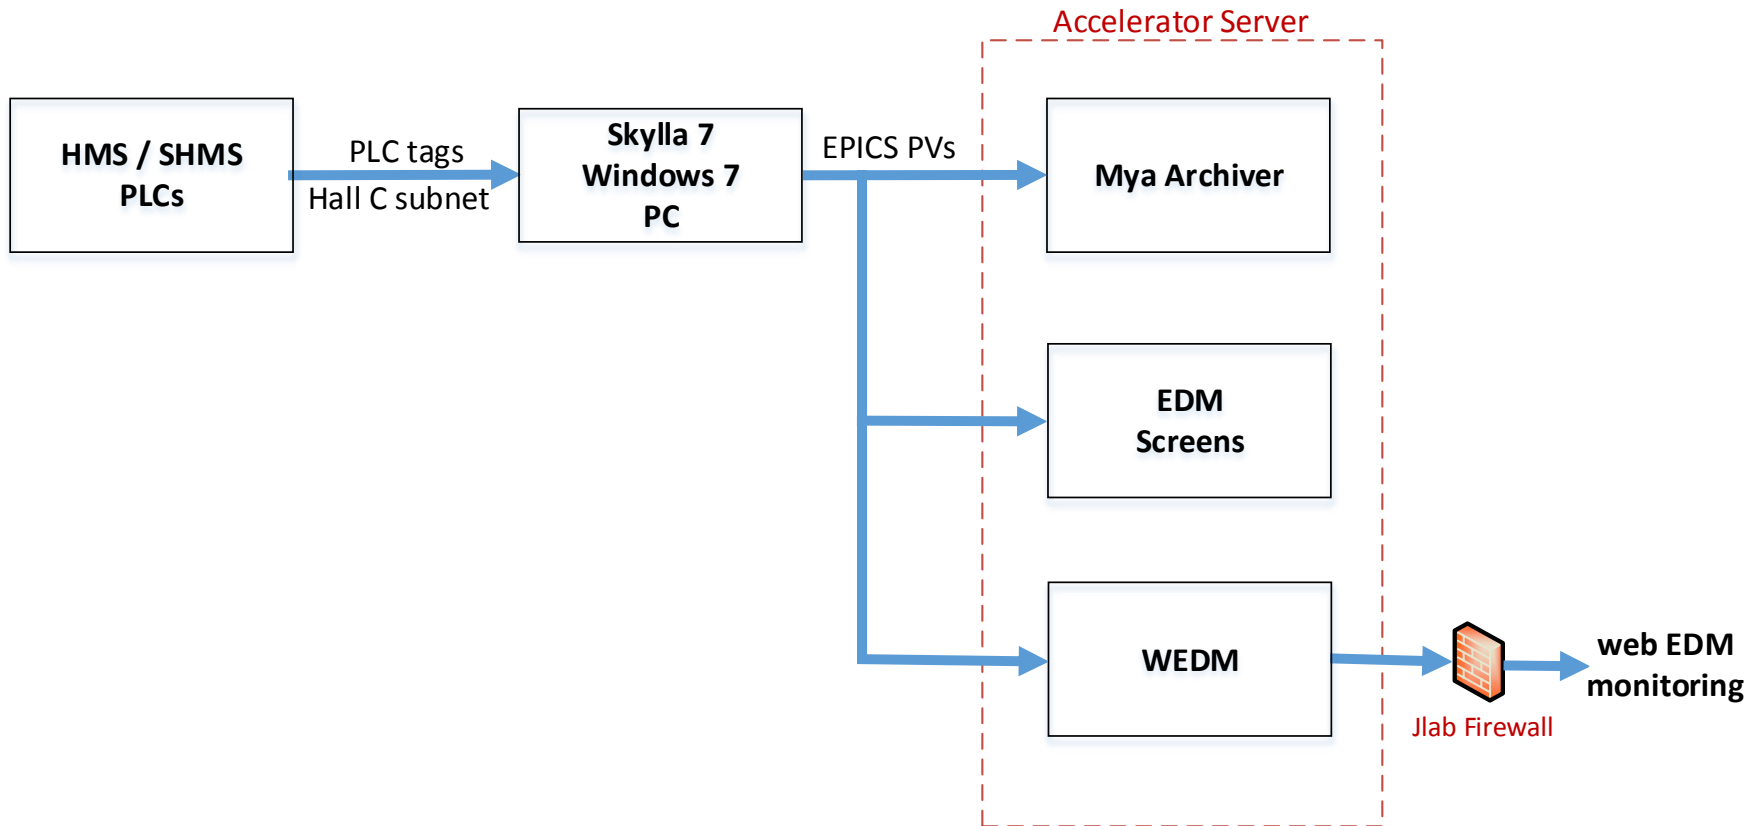 Accelerator Server
HMS / SHMS
PLCs
PLC tags
Hall C subnet
Skylla 7
Windows 7
PC
EPICS PVs
Mya Archiver
EDM
Screens
WEDM
Jlab Firewall
web EDM
monitoring